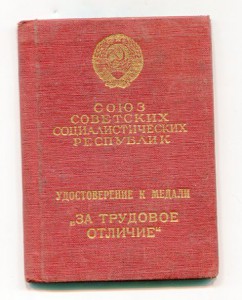 СОЮЗ
СОВЕТСКИХ
СОЦИАЛИСТИЧЕСКИХ
РЕСПУБЛИК
УДОСТОВЕРЕНИЕ К МЕДАЛИ
„ЗА ТРУДОВОЕ
ОТЛИЧИЕ“